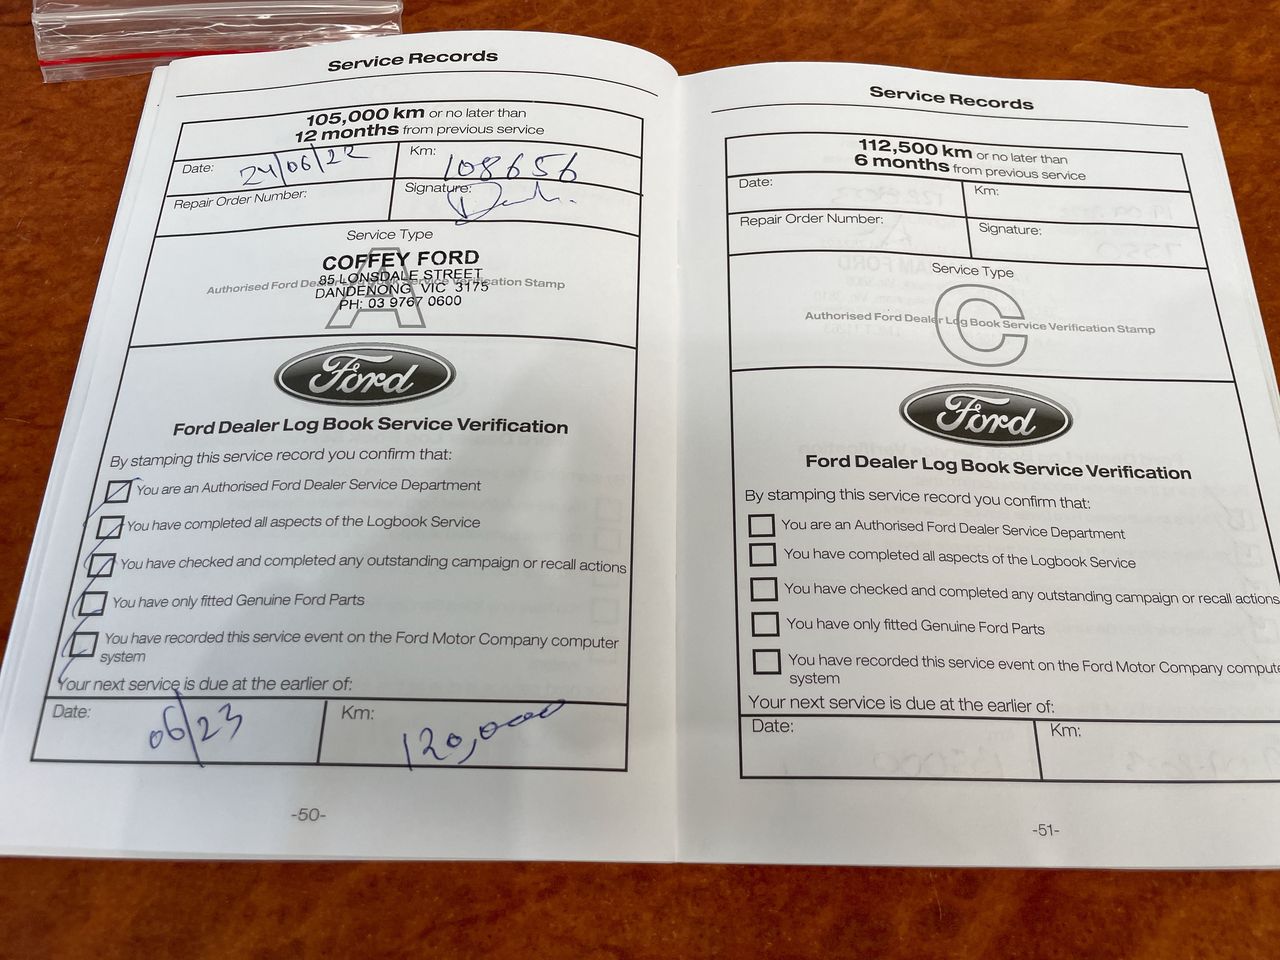 Service Records
105,000 km or no later than
12 months from previous service
Date: 24/06/22
Km: 108656
Repair Order Number:
Signature:
Service Type
A
COFFEY FORD
95 LONSDALE STREET
Authorised Ford Dealer Log Book Service Verification Stamp
DANDENONG VIC 3175
PH: 03 9767 0600
Ford
Ford Dealer Log Book Service Verification
By stamping this service record you confirm that:
You are an Authorised Ford Dealer Service Department
You have completed all aspects of the Logbook Service
You have checked and completed any outstanding campaign or recall actions
You have only fitted Genuine Ford Parts
You have recorded this service event on the Ford Motor Company computer
system
Your next service is due at the earlier of:
Date: 06/23
Km: 120,000
-50-
Service Records
112,500 km or no later than
6 months from previous service
Date:
Km:
Repair Order Number:
Signature:
Service Type
C
Authorised Ford Dealer Log Book Service Verification Stamp
Ford
Ford Dealer Log Book Service Verification
By stamping this service record you confirm that:
You are an Authorised Ford Dealer Service Department
You have completed all aspects of the Logbook Service
You have checked and completed any outstanding campaign or recall actions
You have only fitted Genuine Ford Parts
You have recorded this service event on the Ford Motor Company compute
system
Your next service is due at the earlier of:
Date:
Km:
-51-